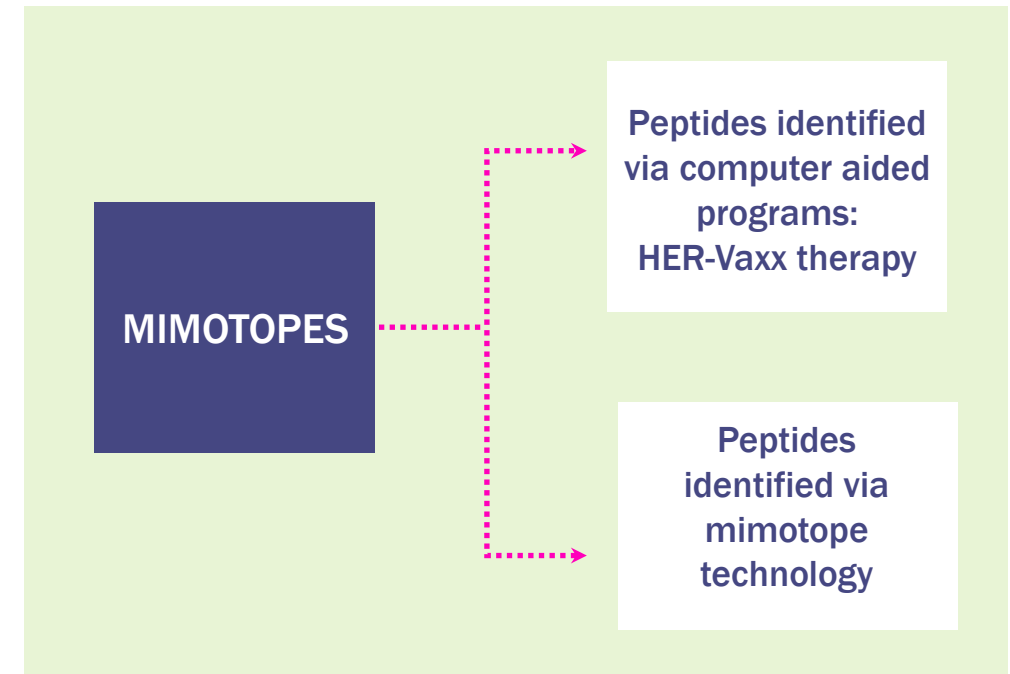 MIMOTOPES
Peptides identified
via computer aided
programs:
HER-Vaxx therapy
Peptides
identified via
mimotope
technology